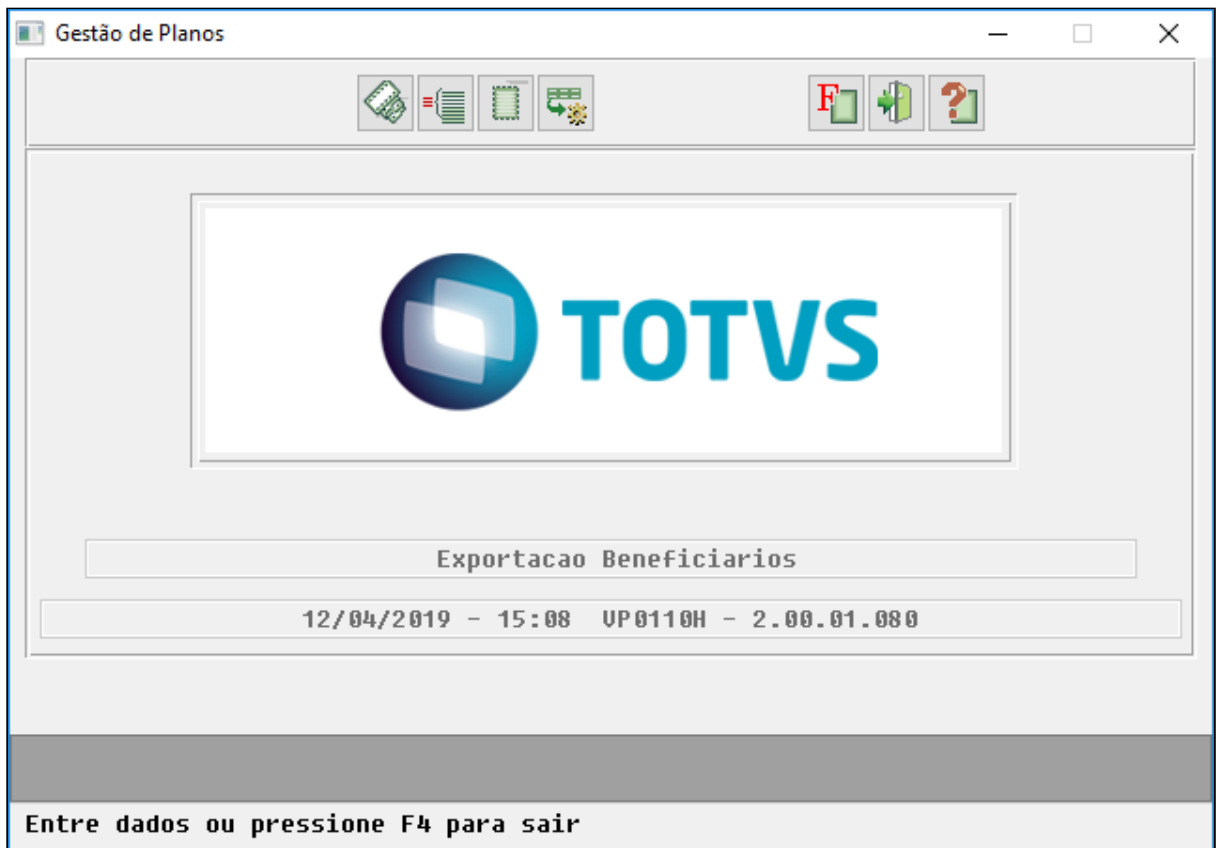 Gestão de Planos
F
?
TOTVS
Exportacao Beneficiarios
12/04/2019 - 15:08 VP0110H - 2.00.01.080
Entre dados ou pressione F4 para sair